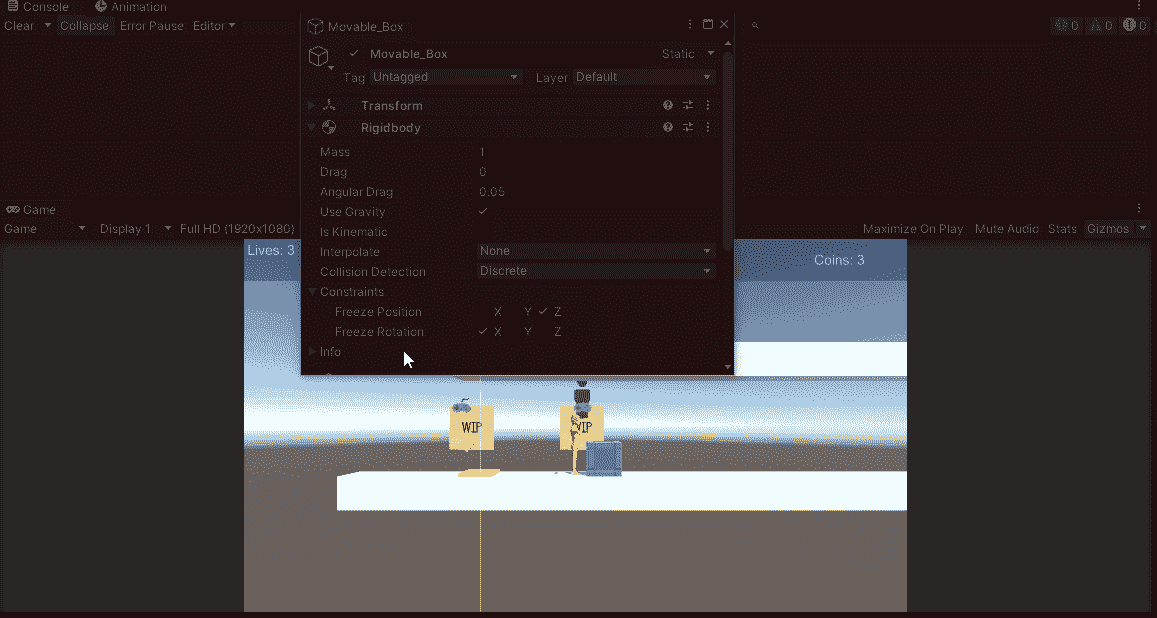 Console Animation
Clear Collapse Error Pause Editor
0 0 0
Movable_Box
Movable_Box Static
Tag Untagged Layer Default
Transform
Rigidbody
Mass 1
Drag 0
Angular Drag 0.05
Use Gravity
Is Kinematic
Interpolate None
Collision Detection Discrete
Constraints
Freeze Position X Y Z
Freeze Rotation X Y Z
Info
Game
Game Display 1 Full HD (1920x1080) Maximize On Play Mute Audio Stats Gizmos
Lives: 3 Coins: 3
WIP WIP